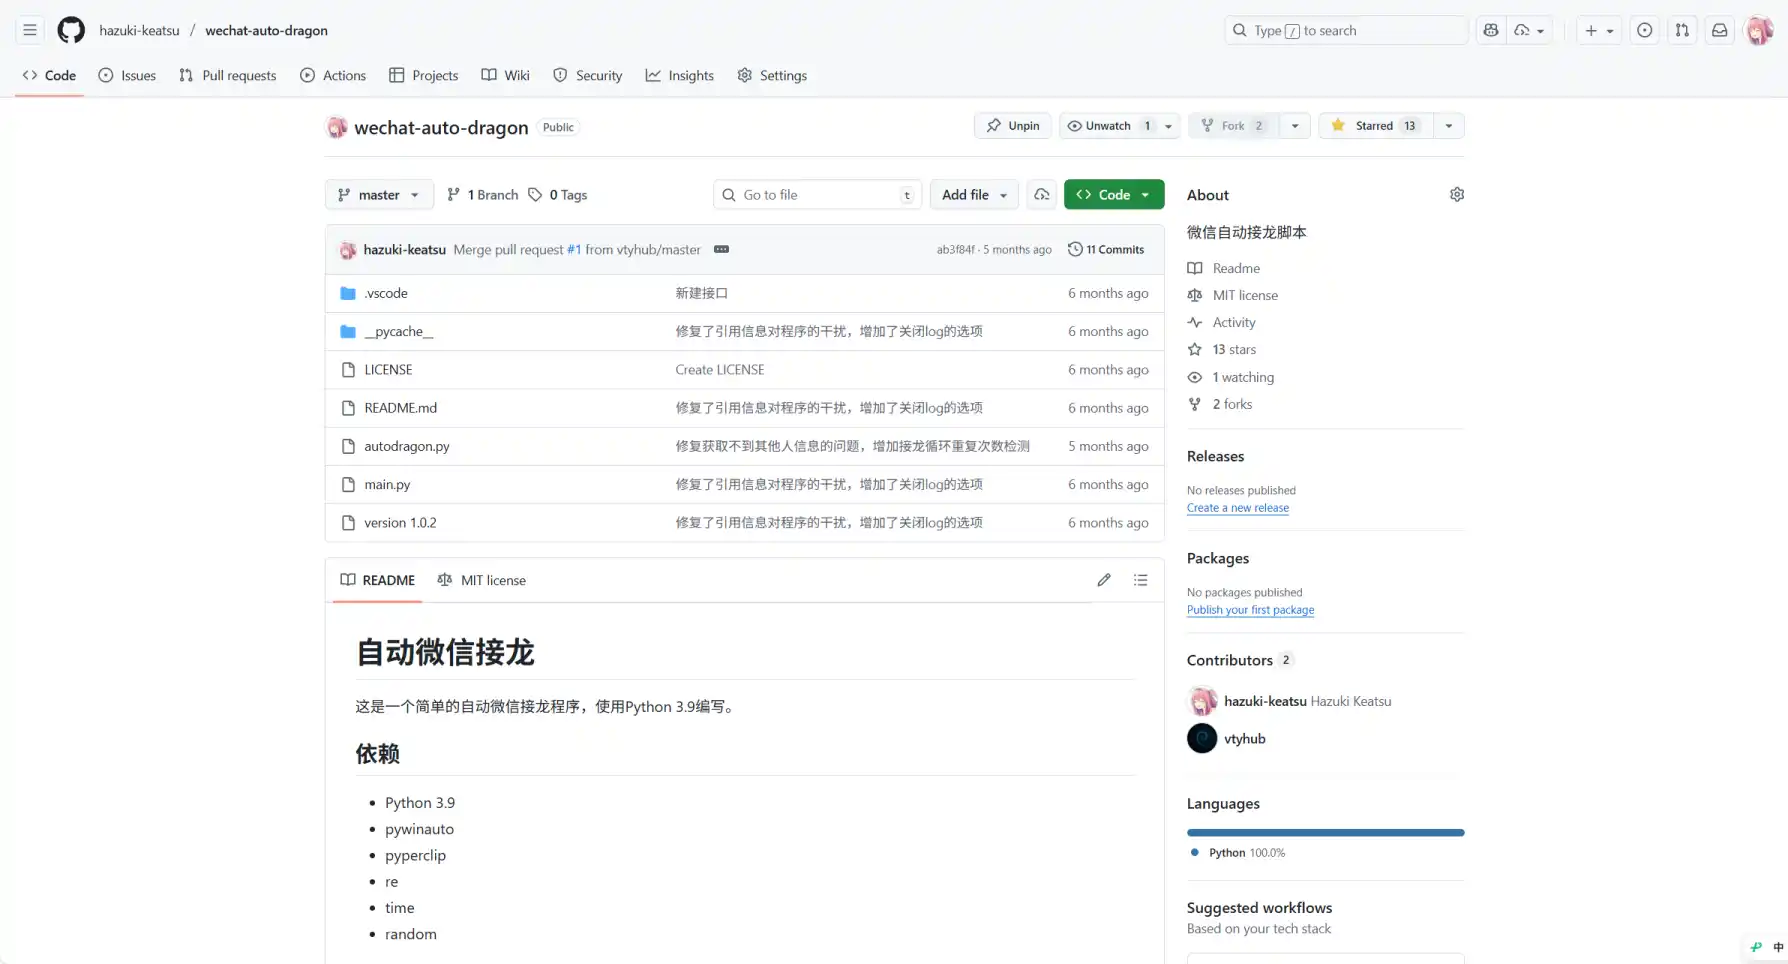 hazuki-keatsu / wechat-auto-dragon
Type / to search
Code Issues Pull requests Actions Projects Wiki Security Insights Settings
wechat-auto-dragon Public
Unpin Unwatch 1 Fork 2 Starred 13
master 1 Branch 0 Tags Go to file t Add file Code
hazuki-keatsu Merge pull request #1 from vtyhub/master ab3f84f · 5 months ago 11 Commits
.vscode 新建接口 6 months ago
__pycache__ 修复了引用信息对程序的干扰，增加了关闭log的选项 6 months ago
LICENSE Create LICENSE 6 months ago
README.md 修复了引用信息对程序的干扰，增加了关闭log的选项 6 months ago
autodragon.py 修复获取不到其他人信息的问题，增加接龙循环重复次数检测 5 months ago
main.py 修复了引用信息对程序的干扰，增加了关闭log的选项 6 months ago
version 1.0.2 修复了引用信息对程序的干扰，增加了关闭log的选项 6 months ago
README MIT license
自动微信接龙
这是一个简单的自动微信接龙程序，使用Python 3.9编写。
依赖
• Python 3.9
• pywinauto
• pyperclip
• re
• time
• random
About
微信自动接龙脚本
Readme
MIT license
Activity
13 stars
1 watching
2 forks
Releases
No releases published
Create a new release
Packages
No packages published
Publish your first package
Contributors 2
hazuki-keatsu Hazuki Keatsu
vtyhub
Languages
Python 100.0%
Suggested workflows
Based on your tech stack
中